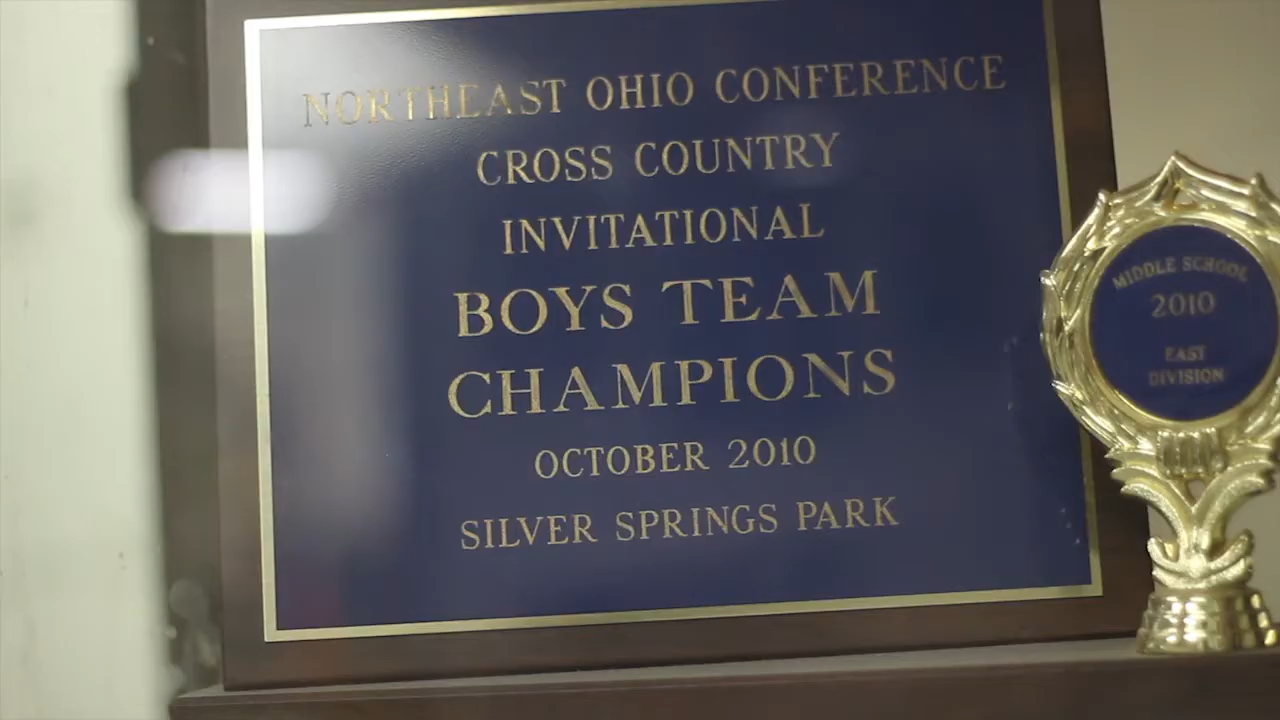 NORTHEAST OHIO CONFERENCE
CROSS COUNTRY
INVITATIONAL
BOYS TEAM
CHAMPIONS
OCTOBER 2010
SILVER SPRINGS PARK
MIDDLE SCHOOL
2010
EAST
DIVISION